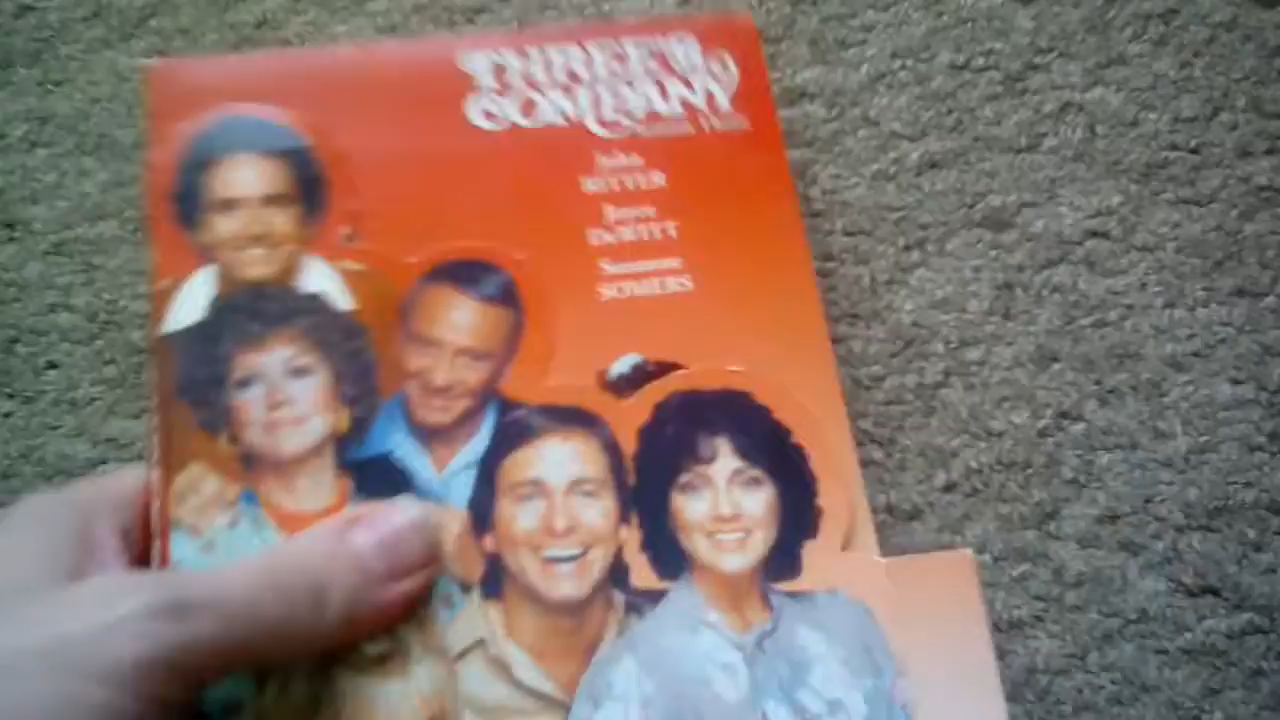 THREE'S
COMPANY
John
RITTER
Joyce
DeWITT
Suzanne
SOMERS